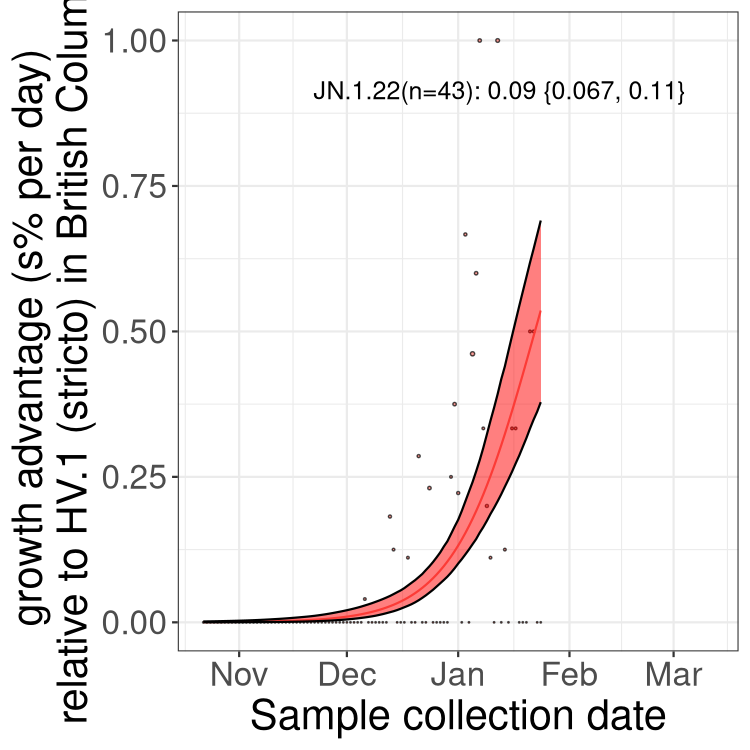 growth advantage (s% per day)
relative to HV.1 (stricto) in British Colum
1.00
0.75
0.50
0.25
0.00
JN.1.22(n=43): 0.09 {0.067, 0.11}
Nov Dec Jan Feb Mar
Sample collection date